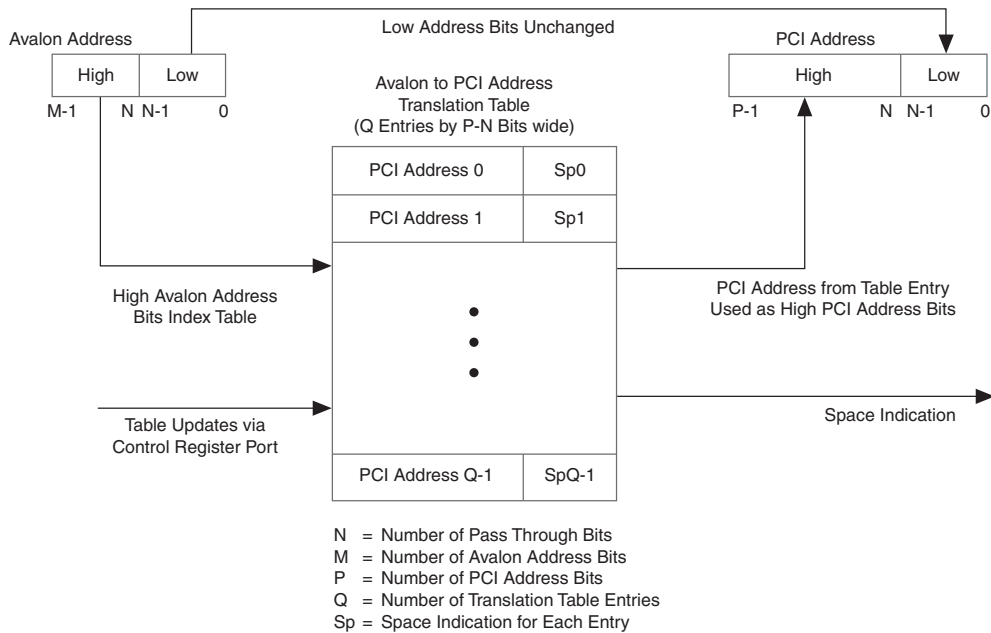 Low Address Bits Unchanged
Avalon Address
High
Low
M-1
N
N-1
0
PCI Address
High
Low
P-1
N
N-1
0
Avalon to PCI Address
Translation Table
(Q Entries by P-N Bits wide)
PCI Address 0
Sp0
PCI Address 1
Sp1
High Avalon Address
Bits Index Table
PCI Address from Table Entry
Used as High PCI Address Bits
Table Updates via
Control Register Port
Space Indication
PCI Address Q-1
SpQ-1
N = Number of Pass Through Bits
M = Number of Avalon Address Bits
P = Number of PCI Address Bits
Q = Number of Translation Table Entries
Sp = Space Indication for Each Entry